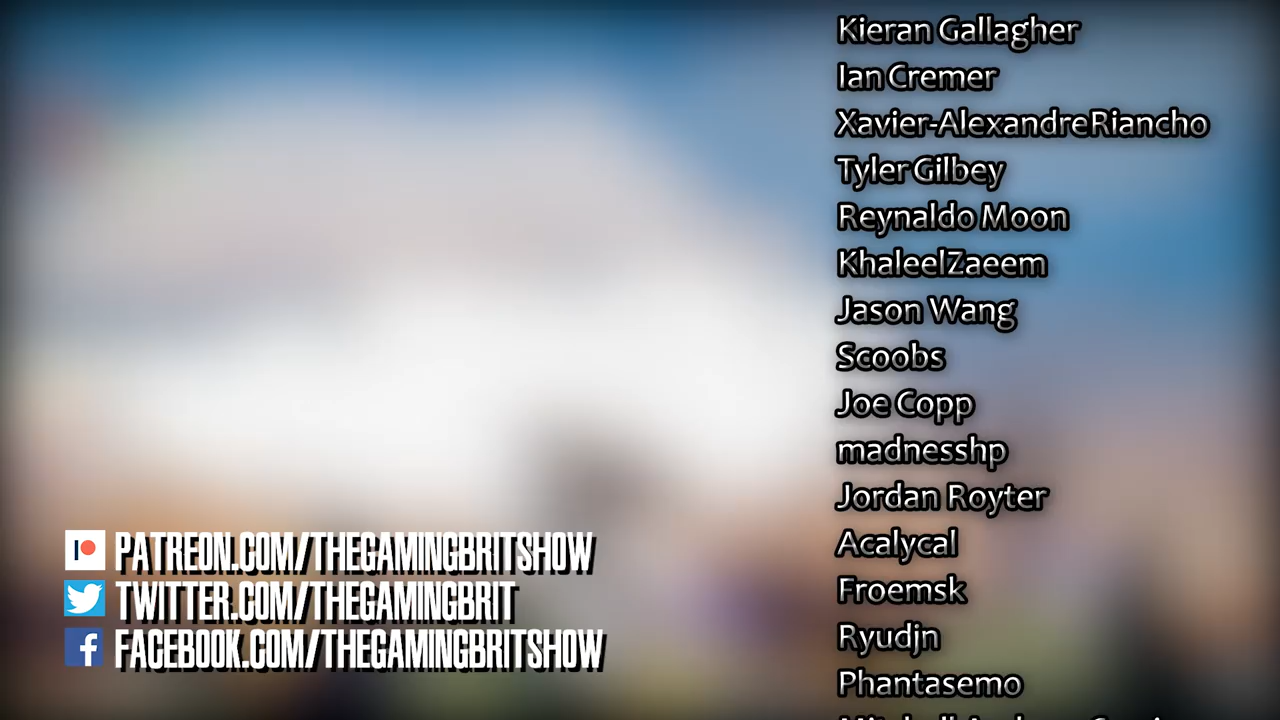 Kieran Gallagher
Ian Cremer
Xavier-AlexandreRiancho
Tyler Gilbey
Reynaldo Moon
KhaleelZaeem
Jason Wang
Scoobs
Joe Copp
madnesshp
Jordan Royter
Acalycal
Froemsk
Ryudjn
Phantasemo
PATREON.COM/THEGAMINGBRITSHOW
TWITTER.COM/THEGAMINGBRIT
FACEBOOK.COM/THEGAMINGBRITSHOW